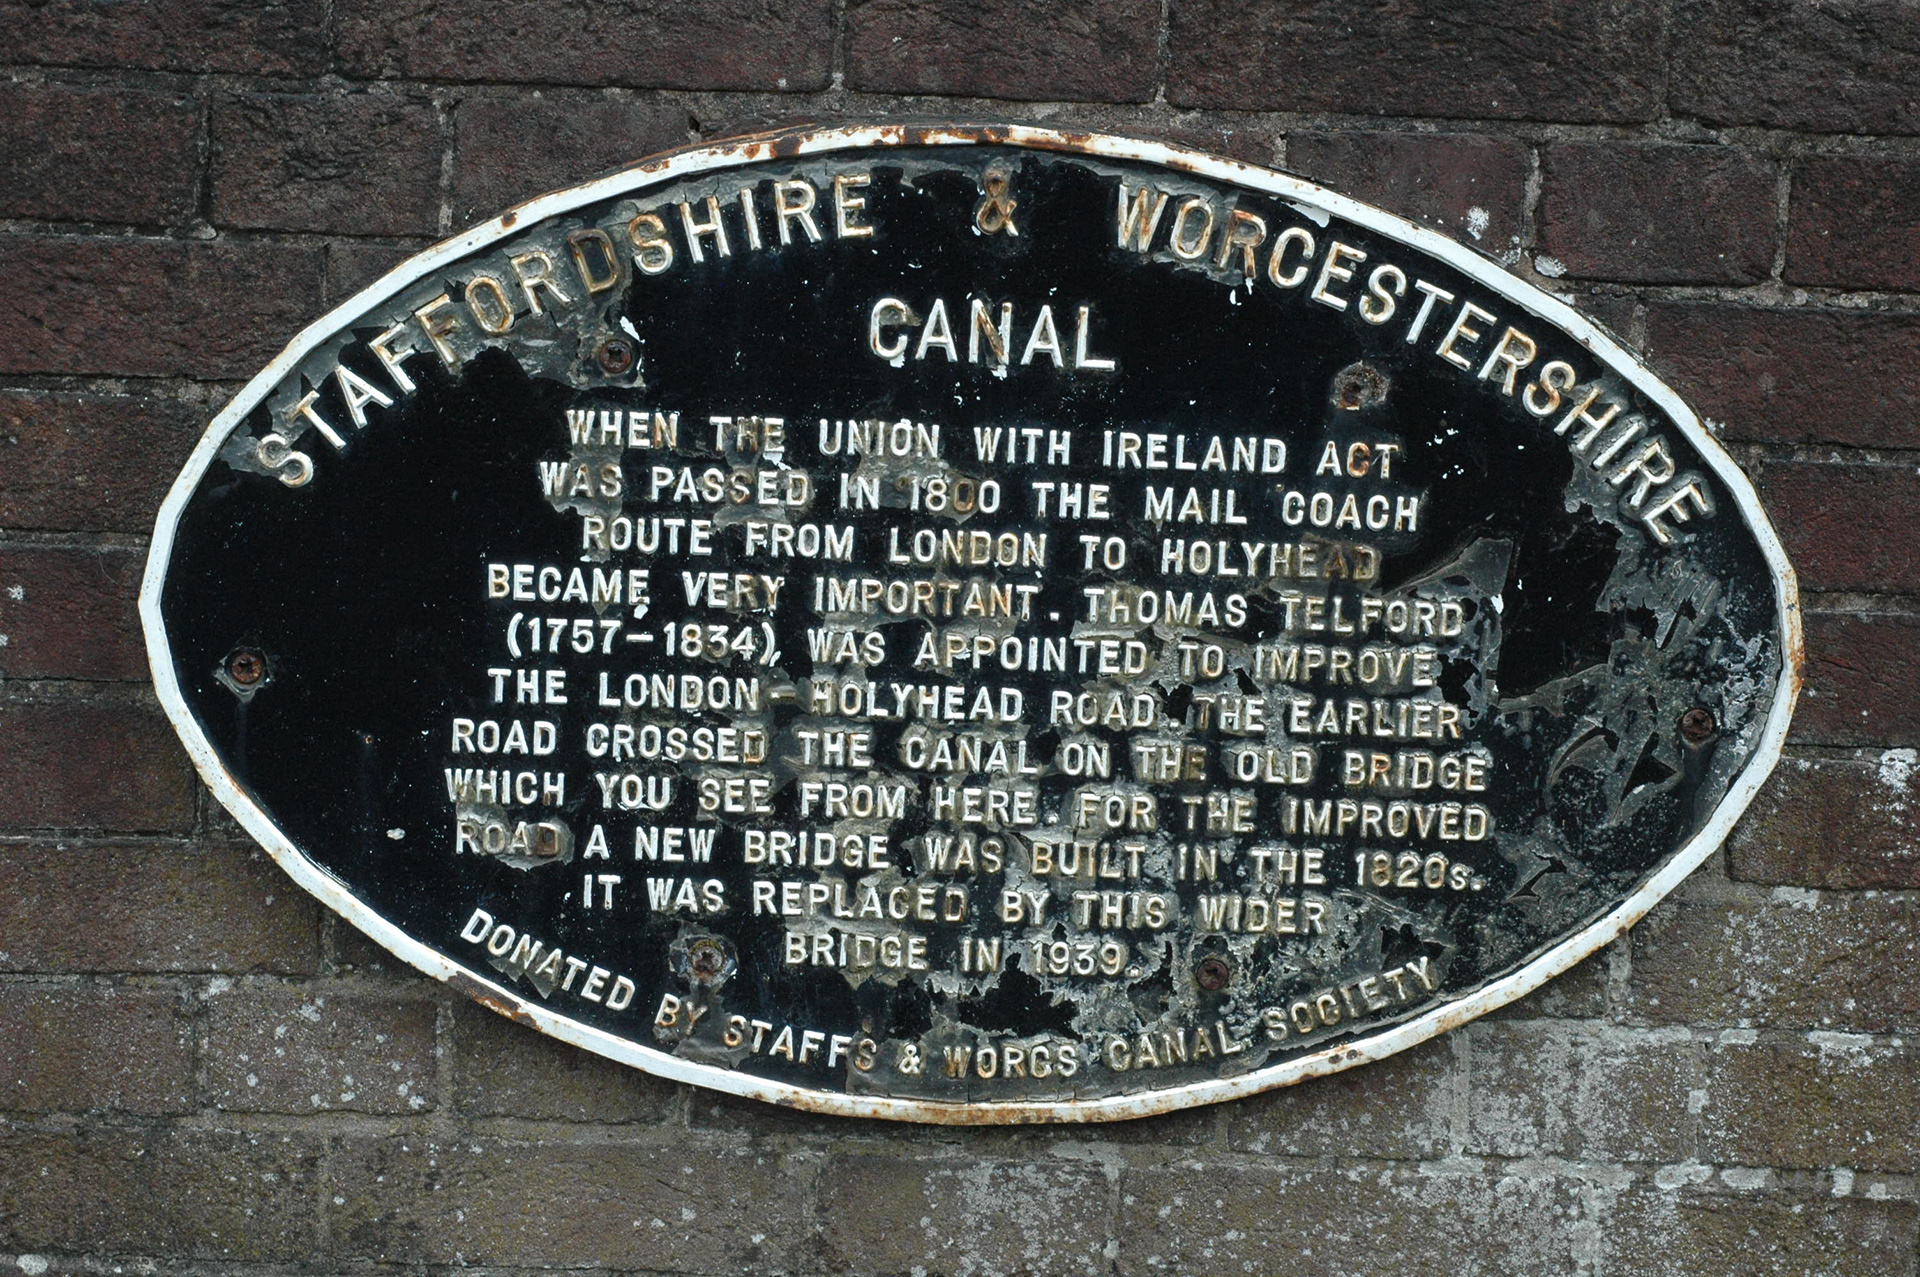 STAFFORDSHIRE & WORCESTERSHIRE
CANAL
WHEN THE UNION WITH IRELAND ACT
WAS PASSED IN 1800 THE MAIL COACH
ROUTE FROM LONDON TO HOLYHEAD
BECAME VERY IMPORTANT. THOMAS TELFORD
(1757-1834), WAS APPOINTED TO IMPROVE
THE LONDON-HOLYHEAD ROAD. THE EARLIER
ROAD CROSSED THE CANAL ON THE OLD BRIDGE
WHICH YOU SEE FROM HERE. FOR THE IMPROVED
ROAD A NEW BRIDGE WAS BUILT IN THE 1820s.
IT WAS REPLACED BY THIS WIDER
BRIDGE IN 1939.
DONATED BY STAFFS & WORCS CANAL SOCIETY